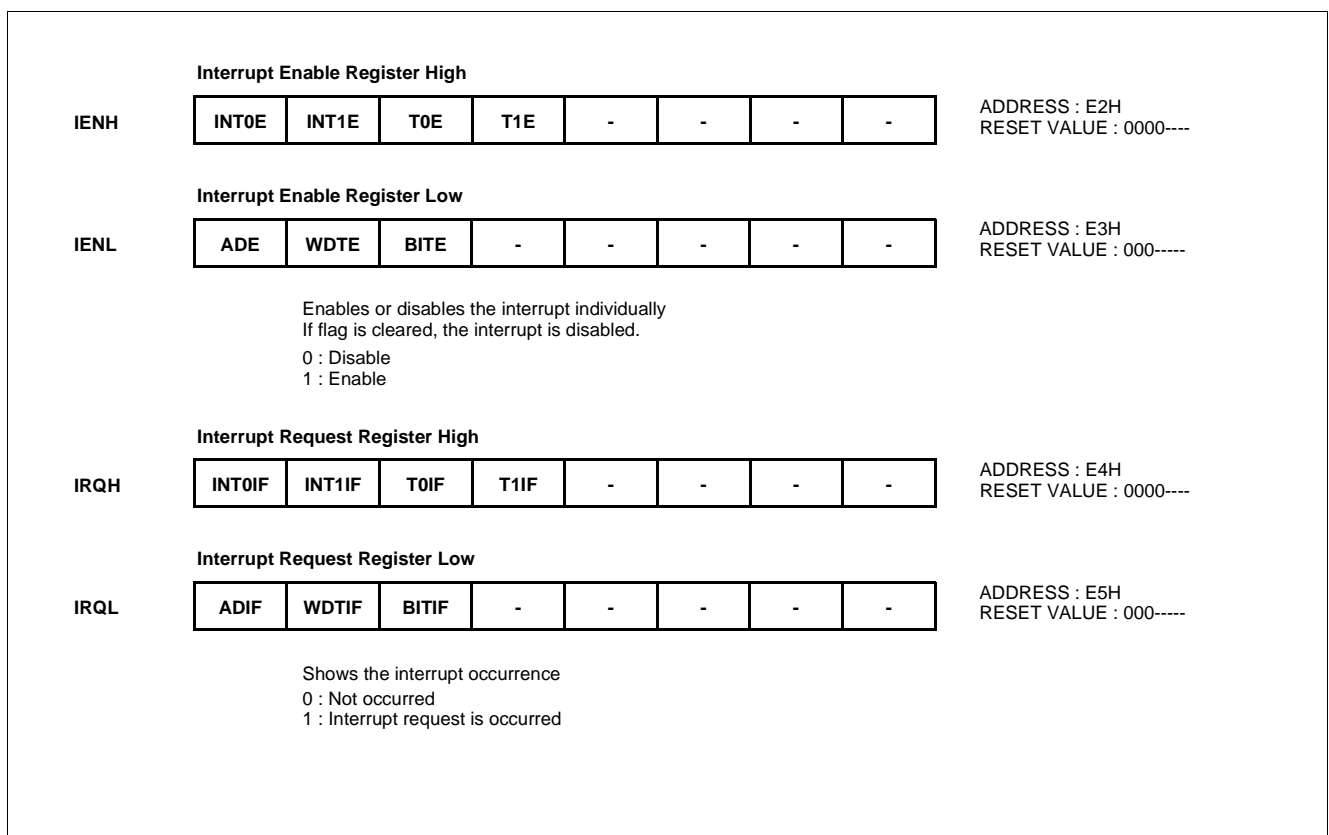 Interrupt Enable Register High
IENH INT0E INT1E T0E T1E - - - - ADDRESS : E2H
RESET VALUE : 0000----
Interrupt Enable Register Low
IENL ADE WDTE BITE - - - - - ADDRESS : E3H
RESET VALUE : 000-----
Enables or disables the interrupt individually
If flag is cleared, the interrupt is disabled.
0 : Disable
1 : Enable
Interrupt Request Register High
IRQH INT0IF INT1IF T0IF T1IF - - - - ADDRESS : E4H
RESET VALUE : 0000----
Interrupt Request Register Low
IRQL ADIF WDTIF BITIF - - - - - ADDRESS : E5H
RESET VALUE : 000-----
Shows the interrupt occurrence
0 : Not occurred
1 : Interrupt request is occurred